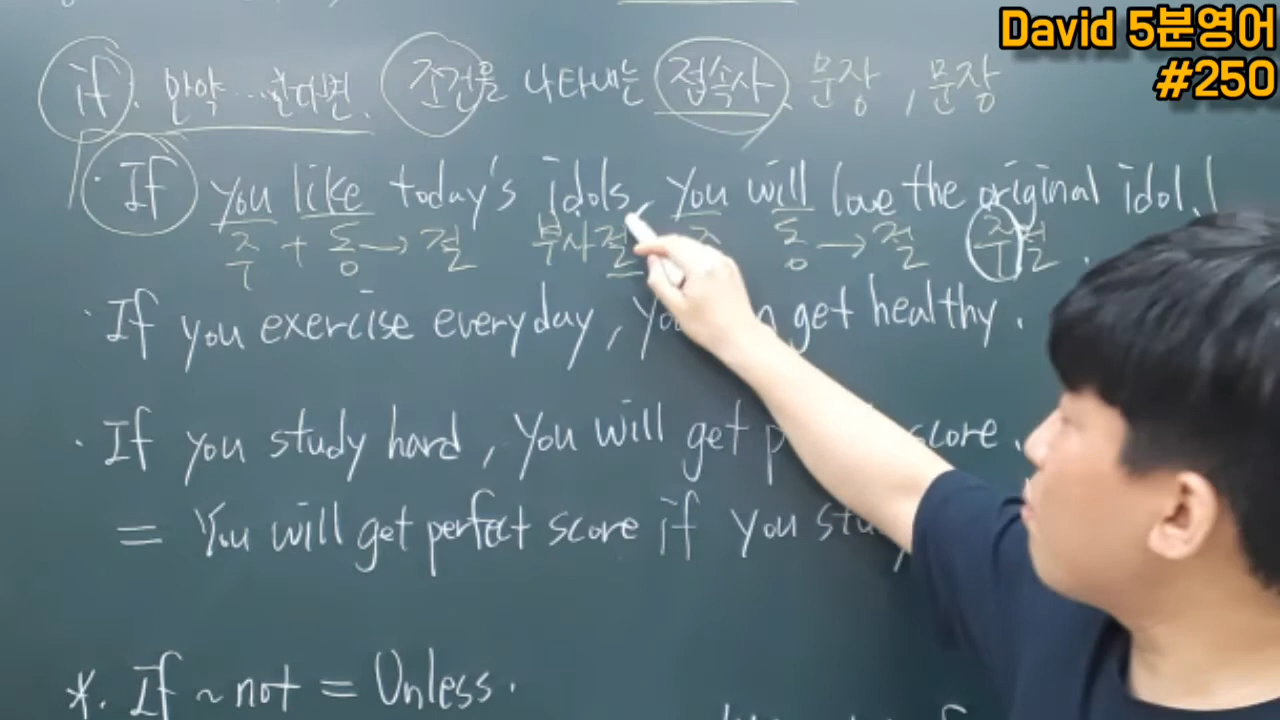 David 5분영어
#250
if. 만약...한다면. 조건을 나타내는 접속사. 문장, 문장
· If you like today's idols, you will love the original idol.
주 + 동 → 절 부사절 주 동 → 절 주절.
· If you exercise everyday, you can get healthy.
· If you study hard, you will get score.
= You will get perfect score if you
*. If ~ not = Unless.